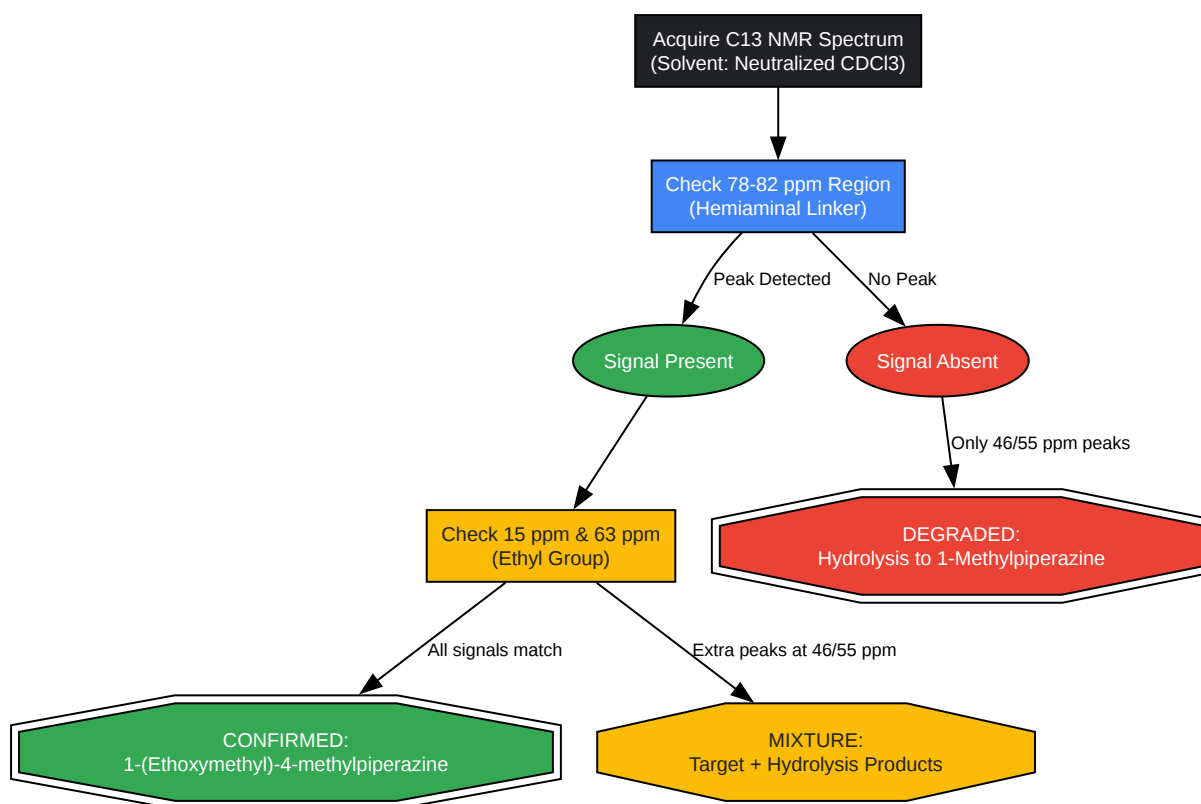 Acquire C13 NMR Spectrum
(Solvent: Neutralized CDCl3)
Check 78-82 ppm Region
(Hemiaminal Linker)
Peak Detected
No Peak
Signal Present
Signal Absent
Only 46/55 ppm peaks
Check 15 ppm & 63 ppm
(Ethyl Group)
DEGRADED:
Hydrolysis to 1-Methylpiperazine
All signals match
Extra peaks at 46/55 ppm
CONFIRMED:
1-(Ethoxymethyl)-4-methylpiperazine
MIXTURE:
Target + Hydrolysis Products